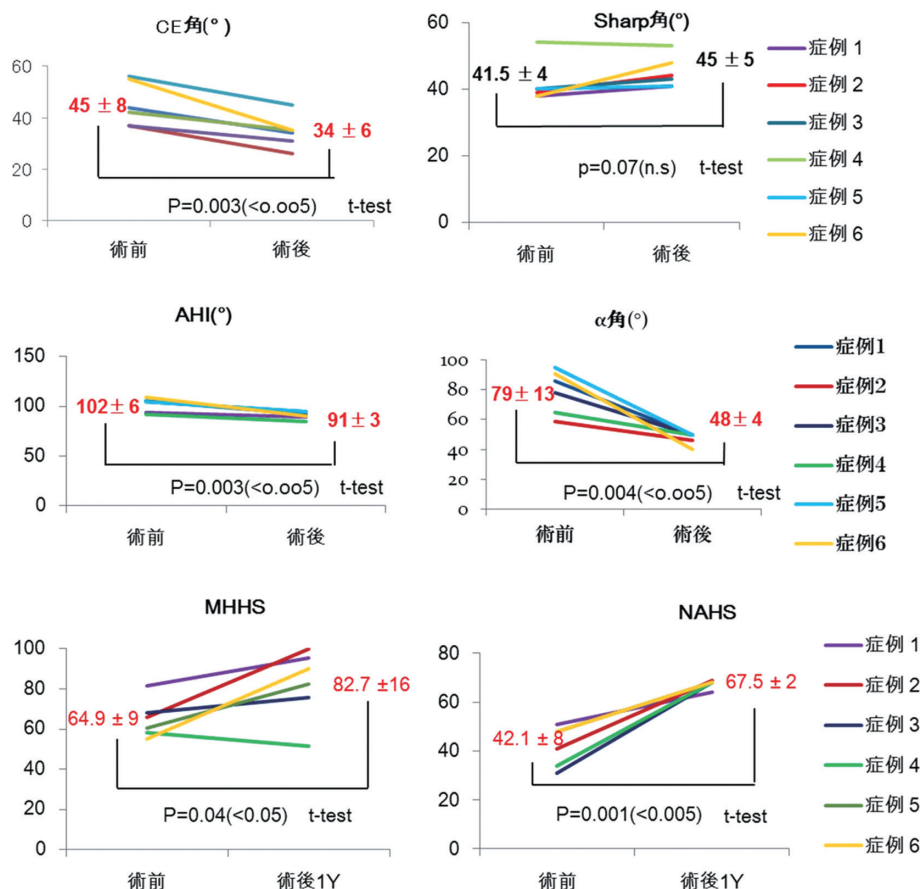 CE角(°)
60
40
20
0
45 ±8
34 ±6
P=0.003(<o.oo5) t-test
術前 術後
Sharp角(°)
60
40
20
0
41.5 ±4
45 ±5
p=0.07(n.s) t-test
術前 術後
症例 1
症例 2
症例 3
症例 4
症例 5
症例 6
AHI(°)
150
100
50
0
102±6
91±3
P=0.003(<o.oo5) t-test
術前 術後
α角(°)
100
80
60
40
20
0
79±13
48±4
P=0.004(<o.oo5) t-test
術前 術後
症例1
症例2
症例3
症例4
症例5
症例6
MHHS
100
80
60
40
20
0
64.9 ±9
82.7 ±16
P=0.04(<0.05) t-test
術前 術後1Y
NAHS
80
60
40
20
0
42.1 ±8
67.5 ±2
P=0.001(<0.005) t-test
術前 術後1Y
症例 1
症例 2
症例 3
症例 4
症例 5
症例 6